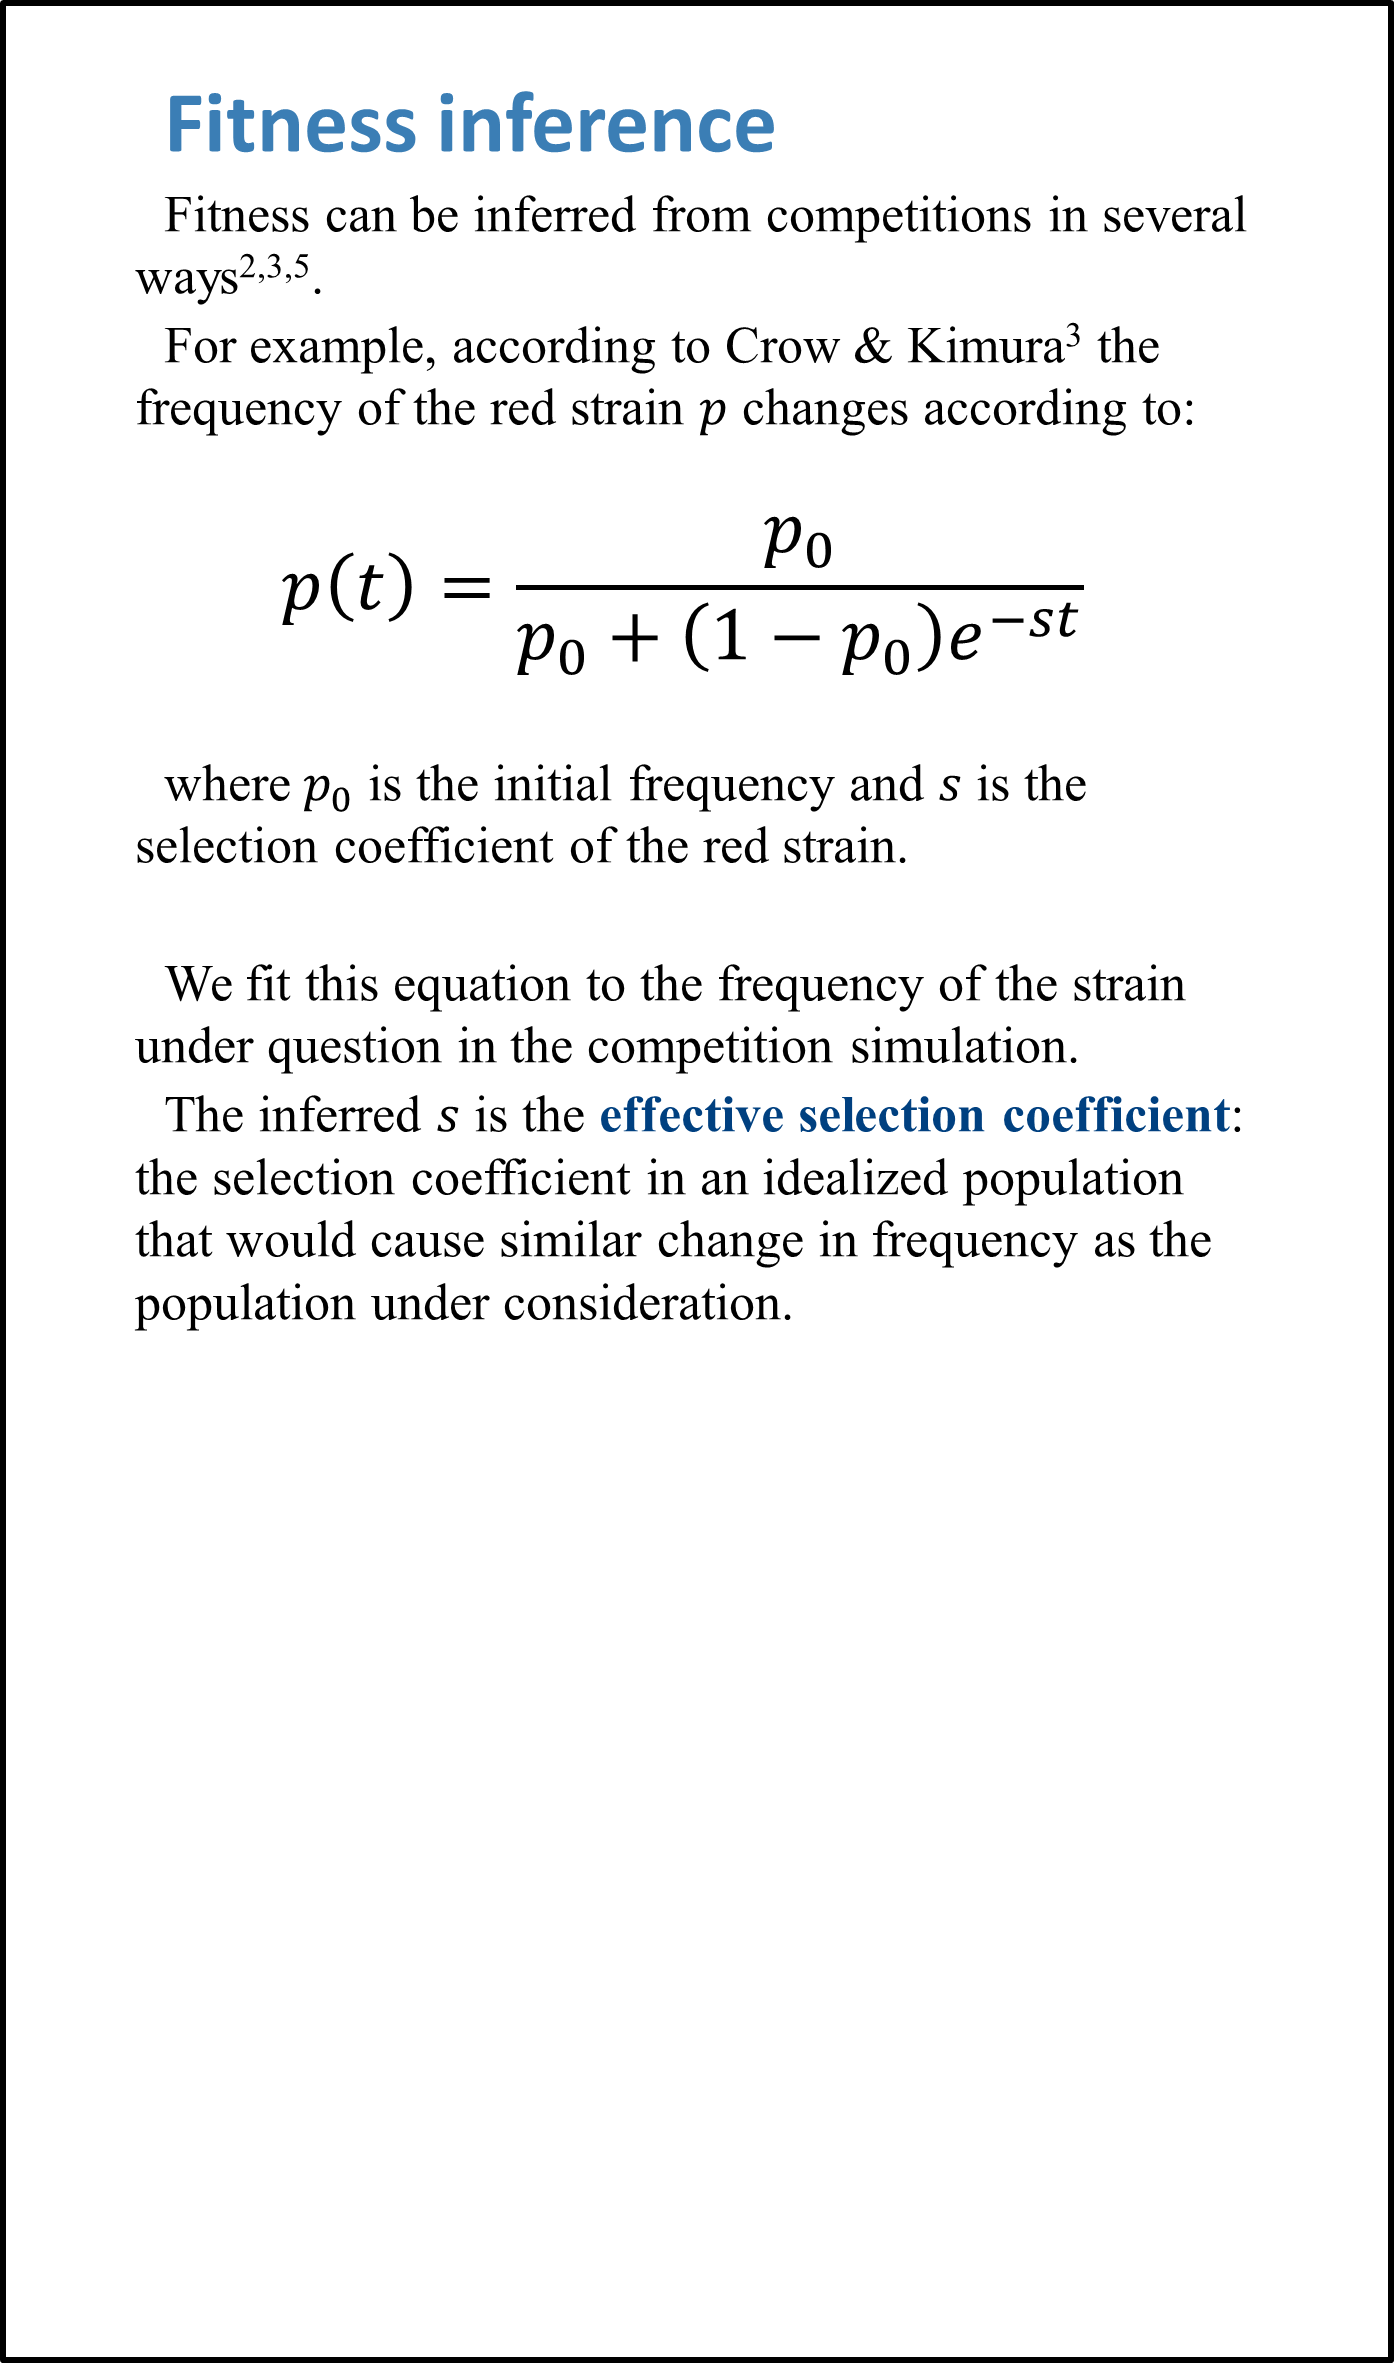 Fitness inference
Fitness can be inferred from competitions in several
ways2,3,5.
For example, according to Crow & Kimura3 the
frequency of the red strain p changes according to:
p(t) = p0 / (p0 + (1 − p0)e^−st)
where p0 is the initial frequency and s is the
selection coefficient of the red strain.
We fit this equation to the frequency of the strain
under question in the competition simulation.
The inferred s is the effective selection coefficient:
the selection coefficient in an idealized population
that would cause similar change in frequency as the
population under consideration.